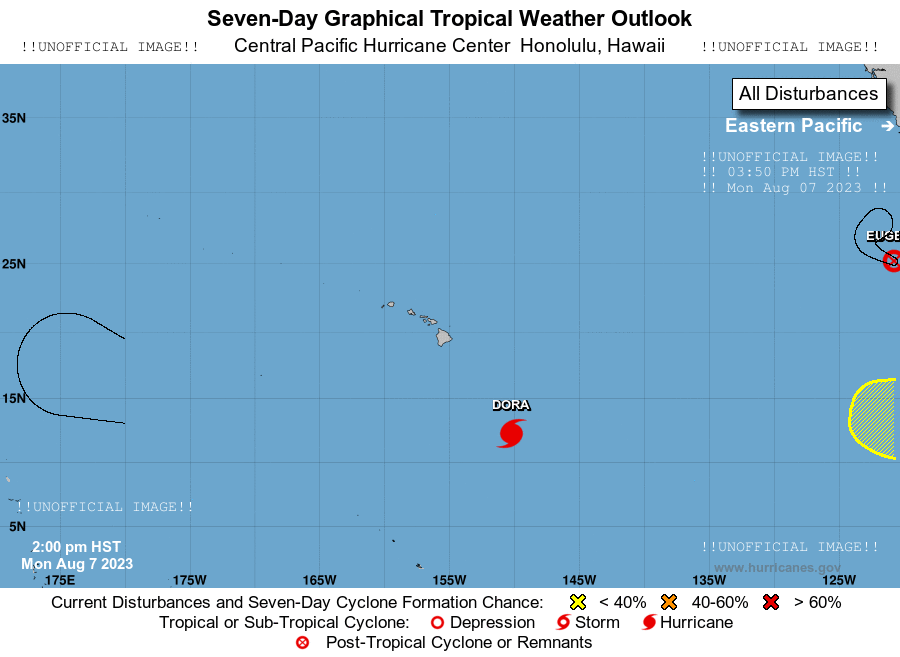 Seven-Day Graphical Tropical Weather Outlook
!!UNOFFICIAL IMAGE!! Central Pacific Hurricane Center Honolulu, Hawaii !!UNOFFICIAL IMAGE!!
All Disturbances
35N
Eastern Pacific →
!!UNOFFICIAL IMAGE!!
!! 03:50 PM HST !!
!! Mon Aug 07 2023 !!
EUGE
25N
15N
DORA
!!UNOFFICIAL IMAGE!!
5N
2:00 pm HST
Mon Aug 7 2023
!!UNOFFICIAL IMAGE!!
www.hurricanes.gov
175E 175W 165W 155W 145W 135W 125W
Current Disturbances and Seven-Day Cyclone Formation Chance: < 40% 40-60% > 60%
Tropical or Sub-Tropical Cyclone: Depression Storm Hurricane
Post-Tropical Cyclone or Remnants